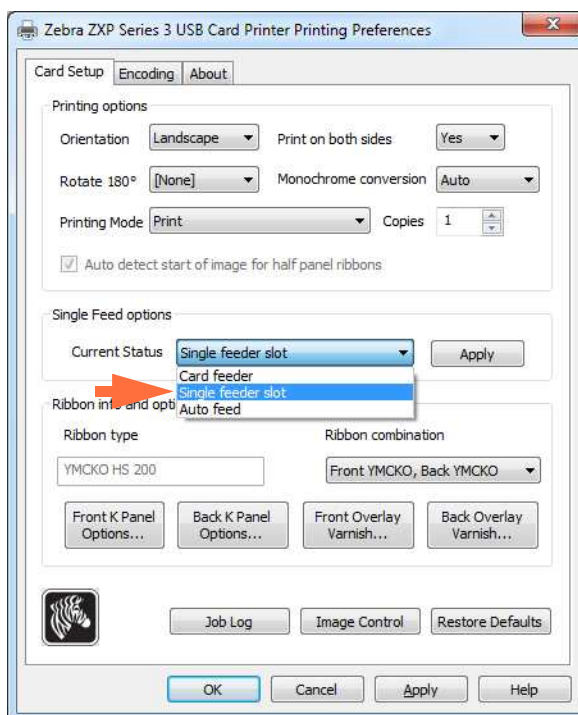 Zebra ZXP Series 3 USB Card Printer Printing Preferences
Card Setup Encoding About
Printing options
Orientation Landscape Print on both sides Yes
Rotate 180° [None] Monochrome conversion Auto
Printing Mode Print Copies 1
Auto detect start of image for half panel ribbons
Single Feed options
Current Status Single feeder slot Apply
Card feeder
Single feeder slot
Auto feed
Ribbon info and opti
Ribbon type Ribbon combination
YMCKO HS 200 Front YMCKO, Back YMCKO
Front K Panel Options... Back K Panel Options... Front Overlay Varnish... Back Overlay Varnish...
Job Log Image Control Restore Defaults
OK Cancel Apply Help